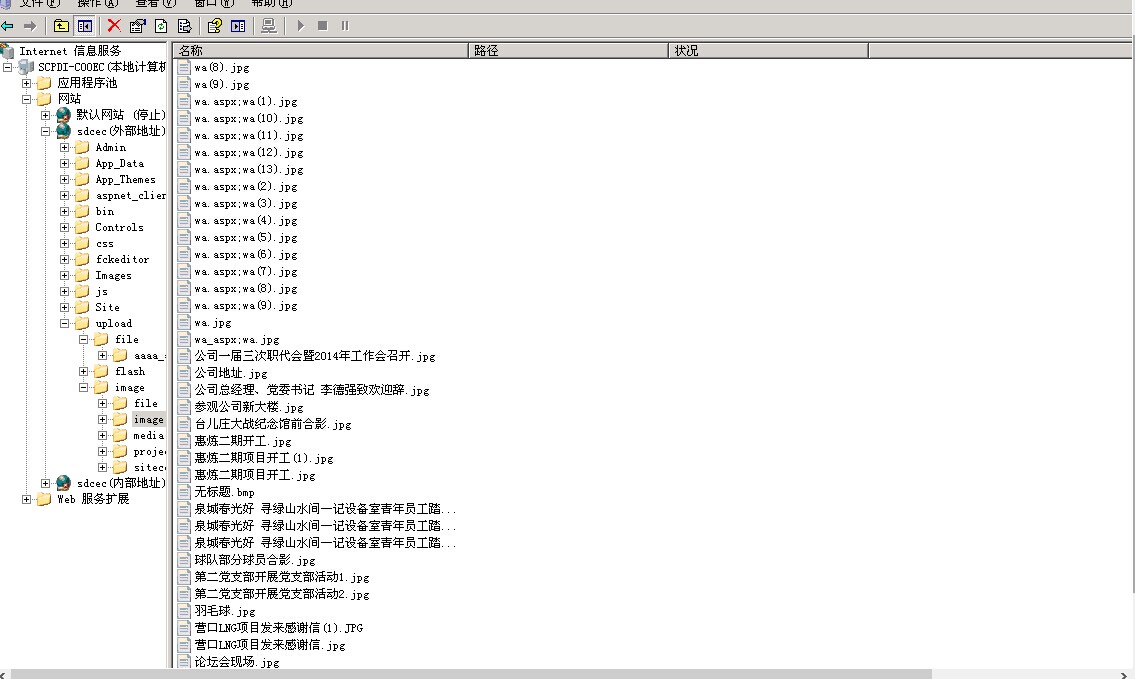 文件(F) 操作(A) 查看(V) 窗口(W) 帮助(H)
Internet 信息服务
SCPDI-COOEC(本地计算机
应用程序池
网站
默认网站 (停止)
sdcec(外部地址)
Admin
App_Data
App_Themes
aspnet_clien
bin
Controls
css
fckeditor
Images
js
Site
upload
file
aaaa_
flash
image
file
image
media
projec
sitec
sdcec(内部地址)
Web 服务扩展
名称 路径 状况
wa(8).jpg
wa(9).jpg
wa.aspx;wa(1).jpg
wa.aspx;wa(10).jpg
wa.aspx;wa(11).jpg
wa.aspx;wa(12).jpg
wa.aspx;wa(13).jpg
wa.aspx;wa(2).jpg
wa.aspx;wa(3).jpg
wa.aspx;wa(4).jpg
wa.aspx;wa(5).jpg
wa.aspx;wa(6).jpg
wa.aspx;wa(7).jpg
wa.aspx;wa(8).jpg
wa.aspx;wa(9).jpg
wa.jpg
wa_aspx;wa.jpg
公司一届三次职代会暨2014年工作会召开.jpg
公司地址.jpg
公司总经理、党委书记 李德强致欢迎辞.jpg
参观公司新大楼.jpg
台儿庄大战纪念馆前合影.jpg
惠炼二期开工.jpg
惠炼二期项目开工(1).jpg
惠炼二期项目开工.jpg
无标题.bmp
泉城春光好 寻绿山水间—记设备室青年员工踏...
泉城春光好 寻绿山水间—记设备室青年员工踏...
泉城春光好 寻绿山水间—记设备室青年员工踏...
球队部分球员合影.jpg
第二党支部开展党支部活动1.jpg
第二党支部开展党支部活动2.jpg
羽毛球.jpg
营口LNG项目发来感谢信(1).JPG
营口LNG项目发来感谢信.jpg
论坛会现场.jpg